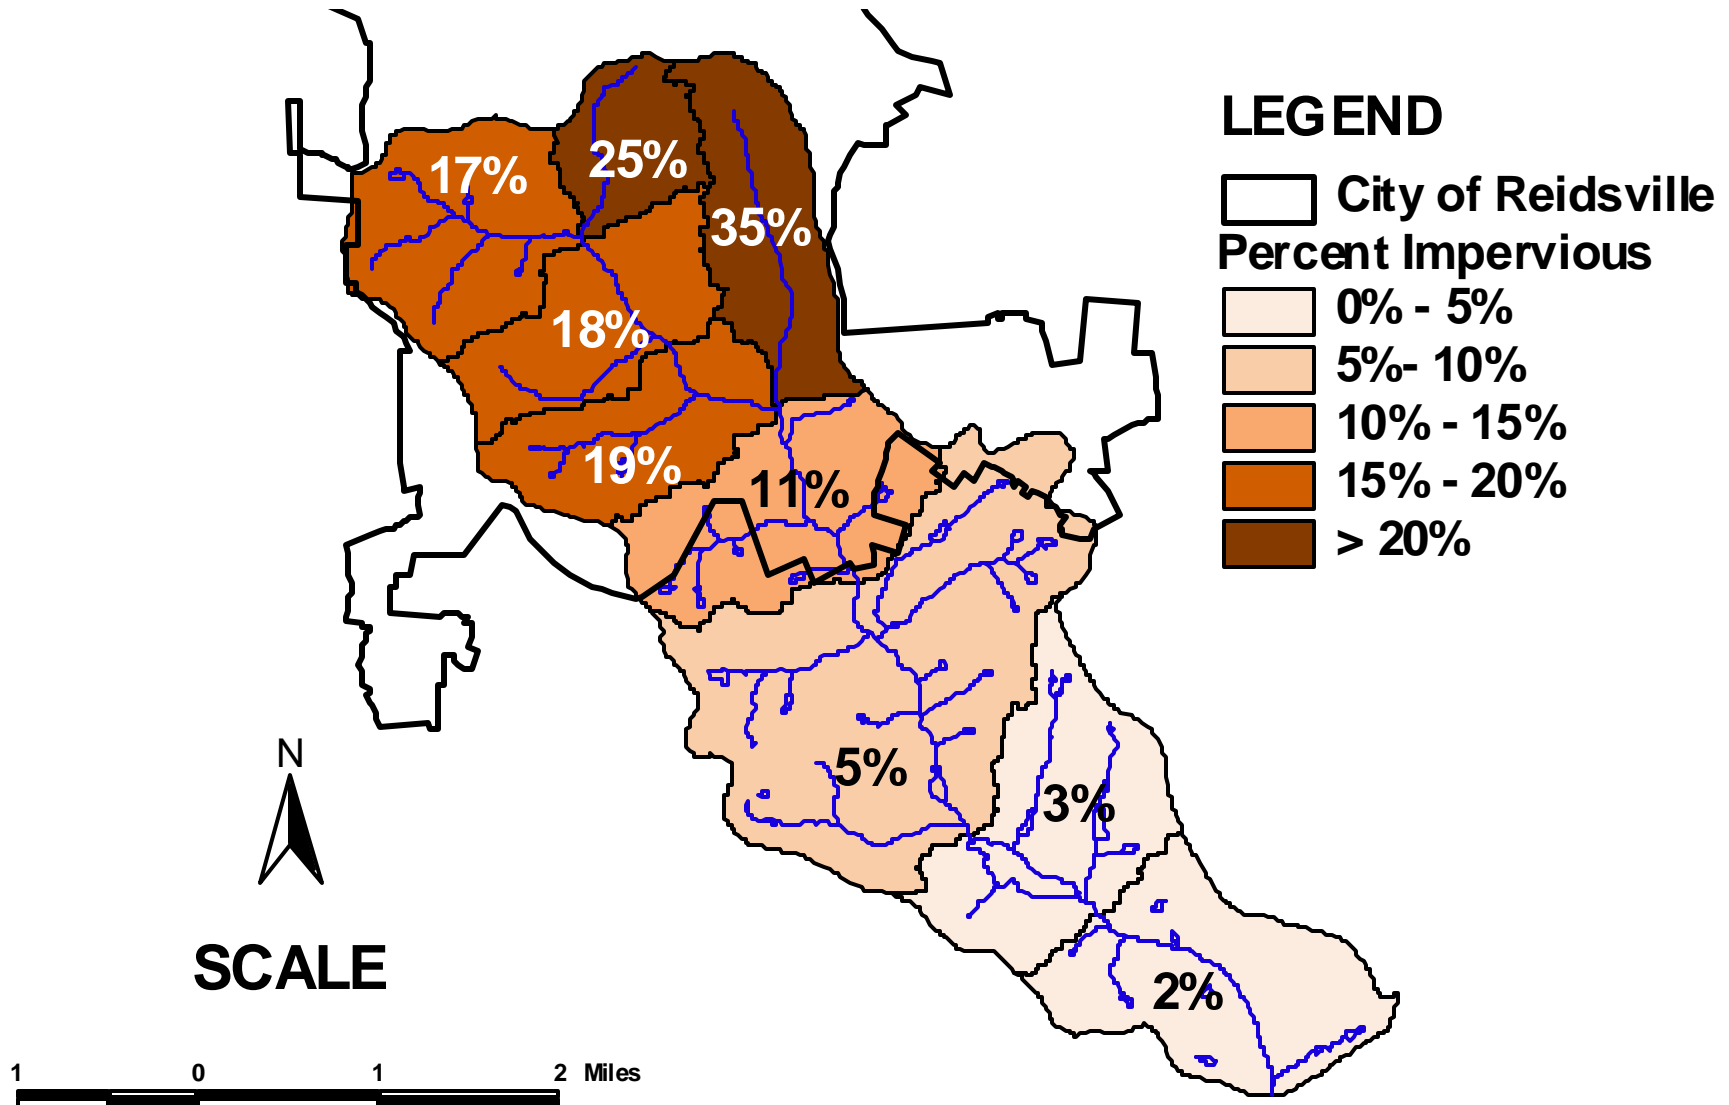 LEGEND
City of Reidsville
Percent Impervious
0% - 5%
5%- 10%
10% - 15%
15% - 20%
> 20%
25%
17%
35%
18%
19%
11%
5%
3%
2%
N
SCALE
1 0 1 2 Miles